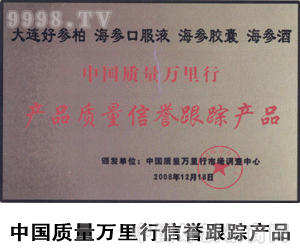 9998.TV
大连好参柏 海参口服液 海参胶囊 海参酒
中国质量万里行
产品质量信誉跟踪产品
颁发单位：中国质量万里行市场调查中心
2008年12月18日
中国质量万里行信誉跟踪产品